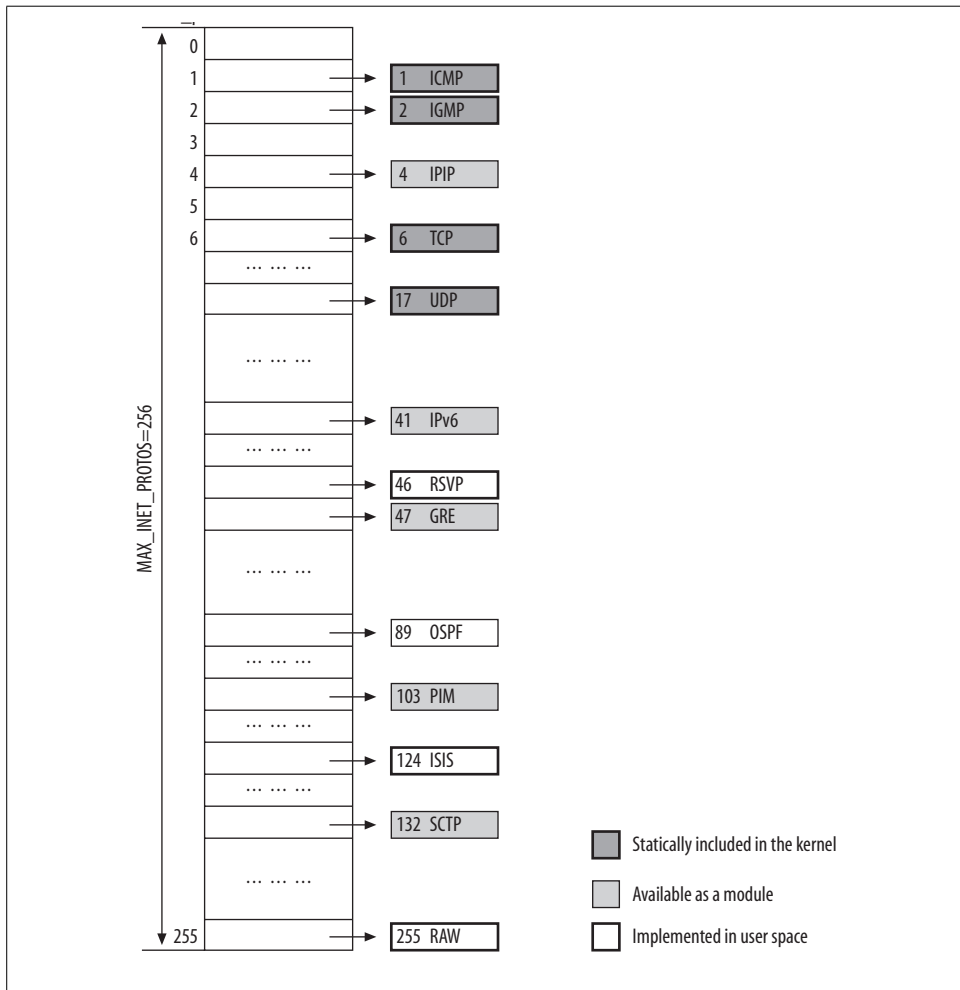 0
1
1 ICMP
2
2 IGMP
3
4
4 IPIP
5
6
6 TCP
... ... ...
17 UDP
... ... ...
MAX_INET_PROTOS=256
41 IPv6
... ... ...
46 RSVP
47 GRE
... ... ...
89 OSPF
... ... ...
103 PIM
... ... ...
124 ISIS
... ... ...
132 SCTP
Statically included in the kernel
... ... ...
Available as a module
255
255 RAW
Implemented in user space